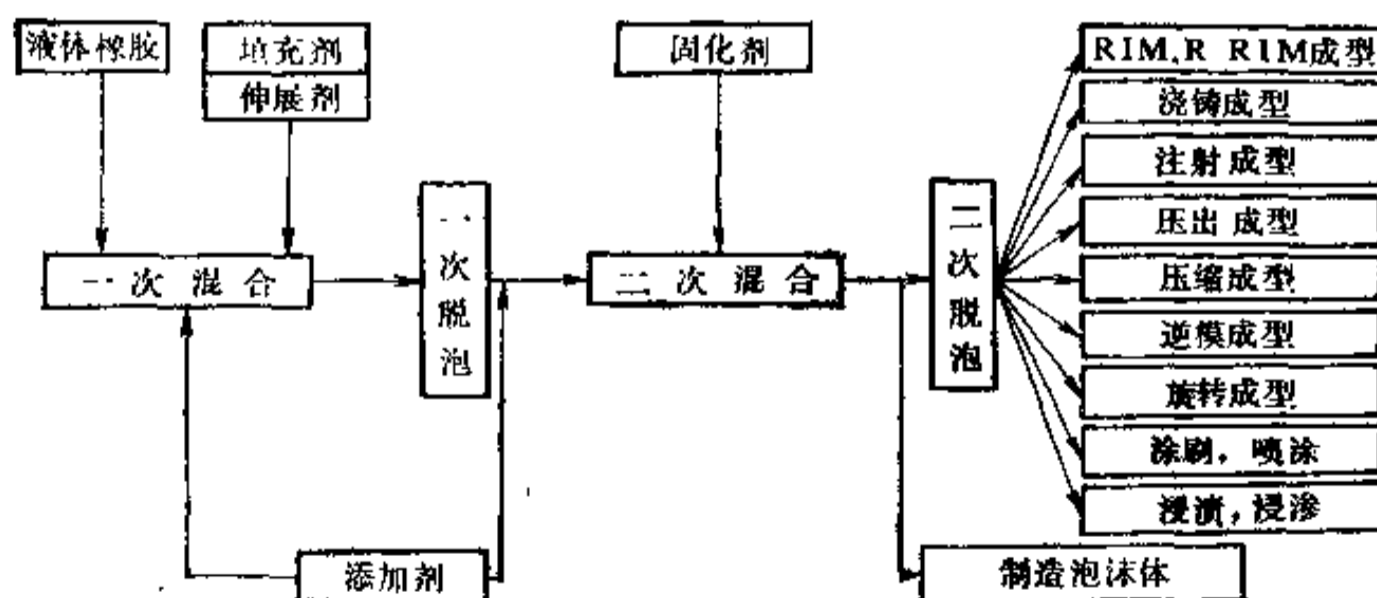 液体橡胶
填充剂
伸展剂
固化剂
一次混合
一次脱泡
二次混合
二次脱泡
添加剂
RIM,R RIM成型
浇铸成型
注射成型
压出成型
压缩成型
逆模成型
旋转成型
涂刷，喷涂
浸渍，浸渗
制造泡沫体